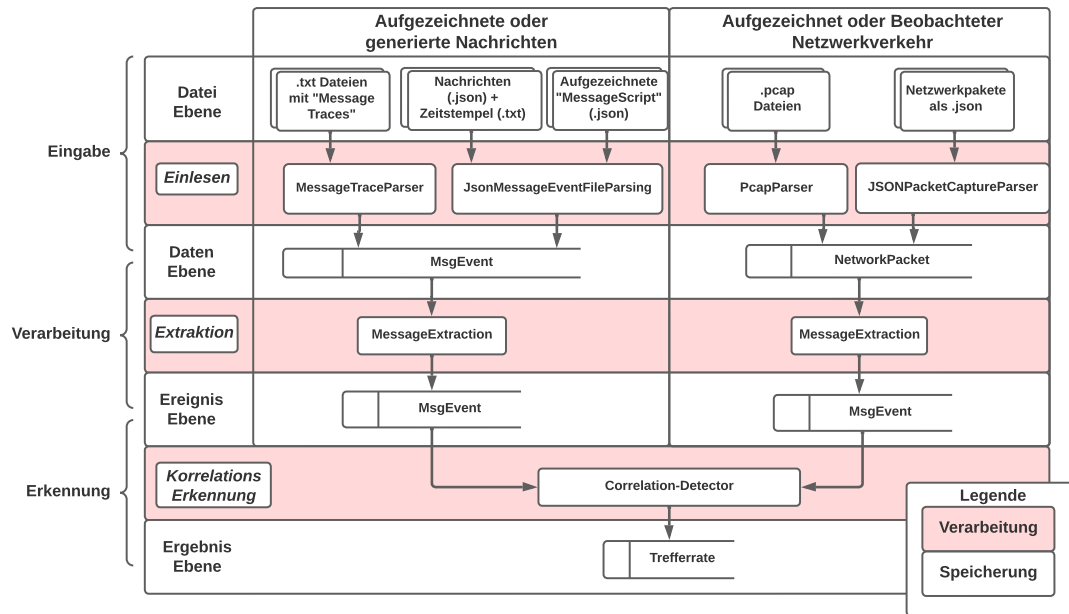 Aufgezeichnete oder
generierte Nachrichten
Aufgezeichnet oder Beobachteter
Netzwerkverkehr
Eingabe
Datei
Ebene
.txt Dateien
mit "Message
Traces"
Nachrichten
(.json) +
Zeitstempel (.txt)
Aufgezeichnete
"MessageScript"
(.json)
.pcap
Dateien
Netzwerkpakete
als .json
Einlesen
MessageTraceParser
JsonMessageEventFileParsing
PcapParser
JSONPacketCaptureParser
Daten
Ebene
MsgEvent
NetworkPacket
Verarbeitung
Extraktion
MessageExtraction
MessageExtraction
Ereignis
Ebene
MsgEvent
MsgEvent
Erkennung
Korrelations
Erkennung
Correlation-Detector
Ergebnis
Ebene
Trefferrate
Legende
Verarbeitung
Speicherung